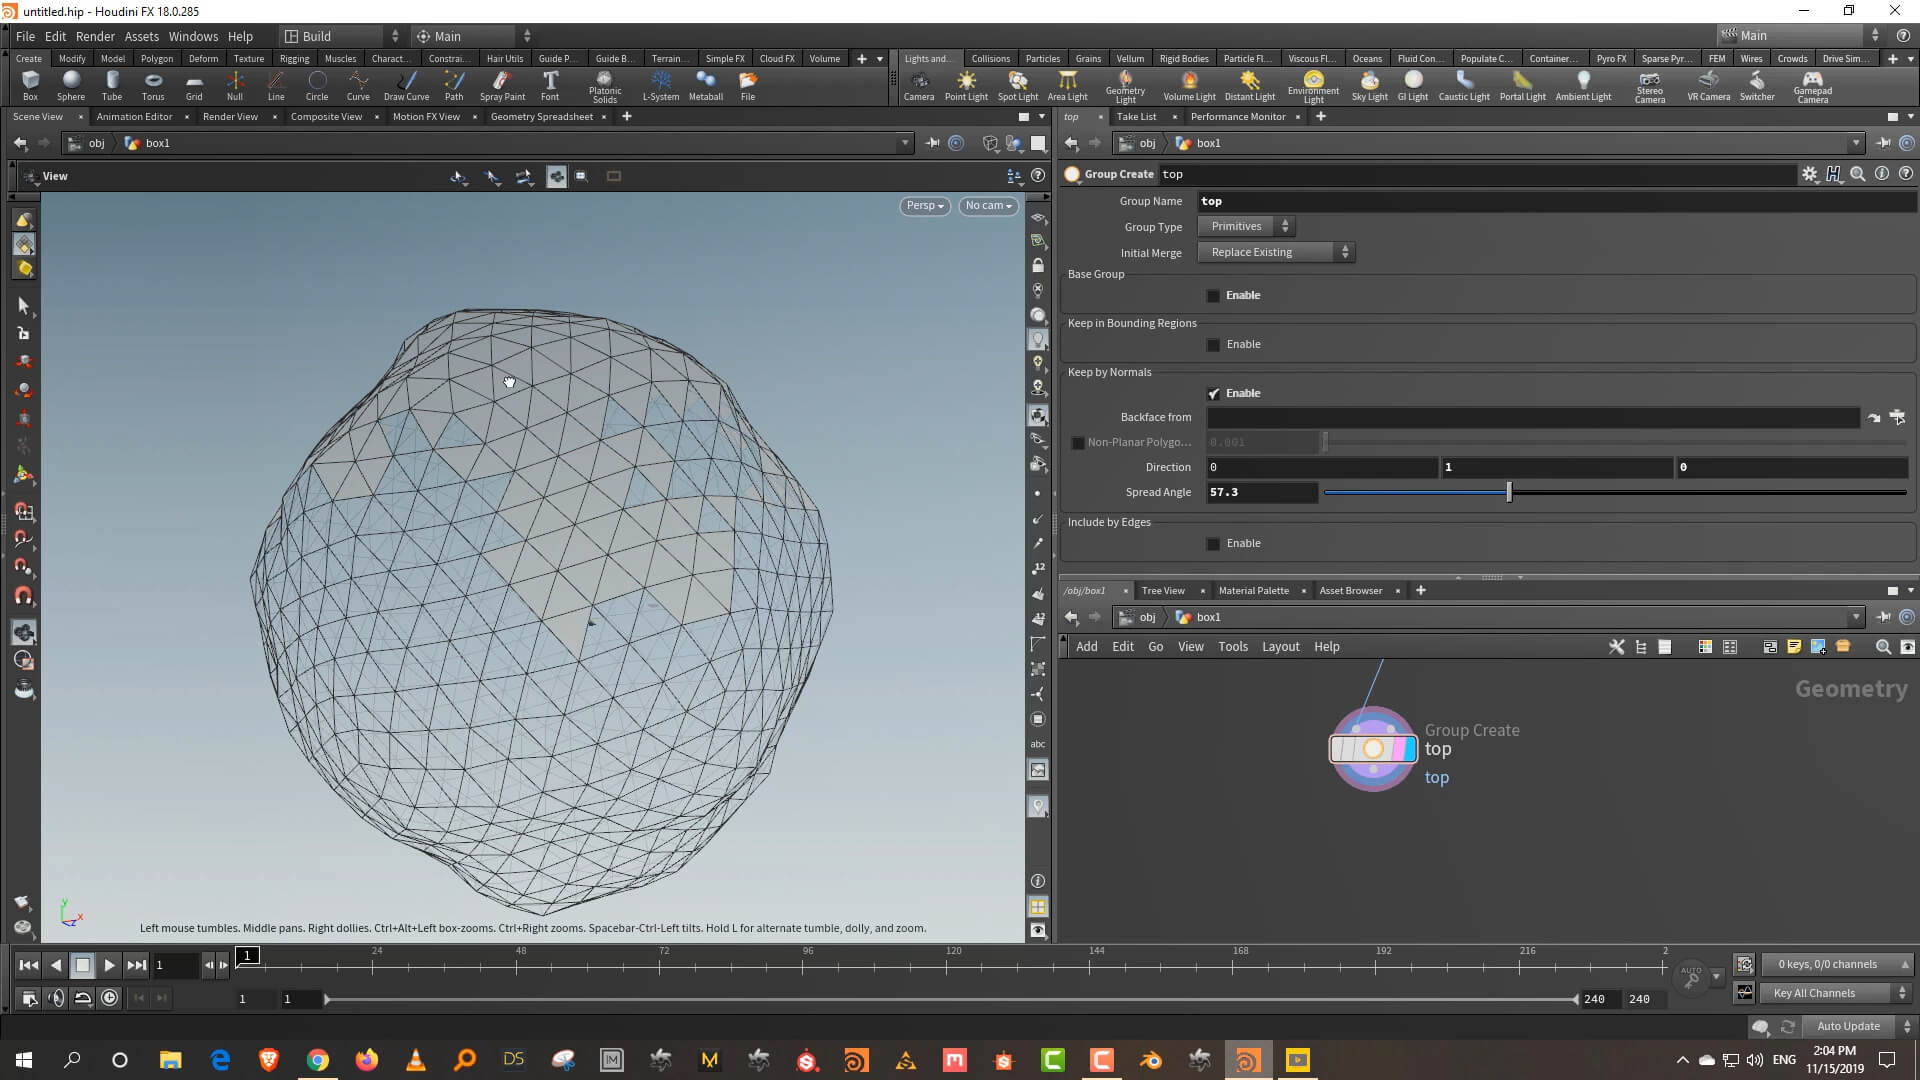 untitled.hip - Houdini FX 18.0.285
File Edit Render Assets Windows Help Build Main Main
Create Modify Model Polygon Deform Texture Rigging Muscles Charact... Constrai... Hair Utils Guide P... Guide B... Terrain... Simple FX Cloud FX Volume
Lights and... Collisions Particles Grains Vellum Rigid Bodies Particle Fl... Viscous Fl... Oceans Fluid Con... Populate C... Container... Pyro FX Sparse Pyr... FEM Wires Crowds Drive Sim...
Box Sphere Tube Torus Grid Null Line Circle Curve Draw Curve Path Spray Paint Font Platonic Solids L-System Metaball File
Camera Point Light Spot Light Area Light Geometry Light Volume Light Distant Light Environment Light Sky Light GI Light Caustic Light Portal Light Ambient Light Stereo Camera VR Camera Switcher Gamepad Camera
Scene View Animation Editor Render View Composite View Motion FX View Geometry Spreadsheet
top Take List Performance Monitor
obj box1
obj box1
View
Persp No cam
Group Create top
Group Name top
Group Type Primitives
Initial Merge Replace Existing
Base Group
Enable
Keep in Bounding Regions
Enable
Keep by Normals
Enable
Backface from
Non-Planar Polygo... 0.001
Direction 0 1 0
Spread Angle 57.3
Include by Edges
Enable
12
abc
/obj/box1 Tree View Material Palette Asset Browser
obj box1
Add Edit Go View Tools Layout Help
Geometry
Group Create
top
top
y x z
Left mouse tumbles. Middle pans. Right dollies. Ctrl+Alt+Left box-zooms. Ctrl+Right zooms. Spacebar-Ctrl-Left tilts. Hold L for alternate tumble, dolly, and zoom.
1 1 24 48 72 96 120 144 168 192 216 2
AUTO
0 keys, 0/0 channels
1 1 240 240
Key All Channels
Auto Update
DS
ENG
2:04 PM
11/15/2019